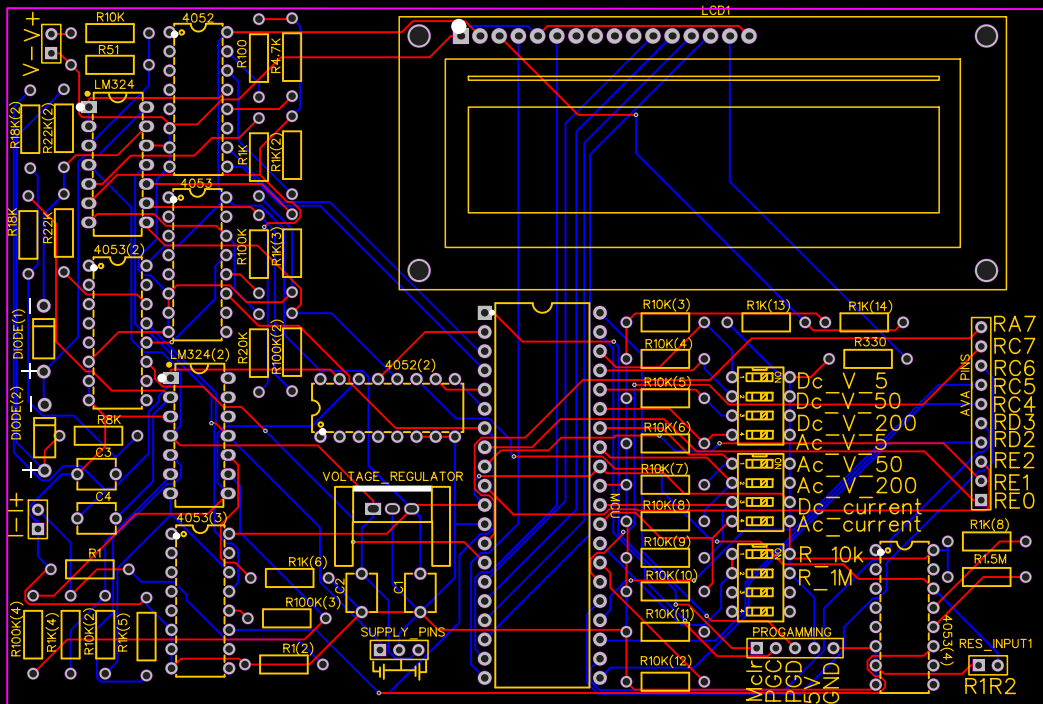 V-V+
R10K
R51
4052
R100
R4.7K
LCD1
LM324
R18K(2)
R22K(2)
R1K
R1K(2)
4053
R18K
R22K
4053(2)
R100K
R1K(3)
DIODE(1)
LM324(2)
R20K
R100K(2)
4052(2)
DIODE(2)
R8K
C3
C4
I-I+
4053(3)
VOLTAGE_REGULATOR
MCU
R1
R1K(6)
C2
C1
R100K(4)
R1K(4)
R10K(2)
R1K(5)
R100K(3)
R1(2)
SUPPLY_PINS
R10K(3)
R1K(13)
R1K(14)
R10K(4)
R330
R10K(5)
R10K(6)
R10K(7)
R10K(8)
R10K(9)
R10K(10)
R10K(11)
R10K(12)
ON
Dc_V_5
Dc_V_50
Dc_V_200
Ac_V_5
ON
Ac_V_50
Ac_V_200
Dc_current
Ac_current
ON
R_10k
R_1M
AVA_PINS
RA7
RC7
RC6
RC5
RC4
RD3
RD2
RE2
RE1
RE0
R1K(8)
R1.5M
4053(4)
PROGAMMING
Mclr
PGC
PGD
5V
GND
RES_INPUT1
R1R2